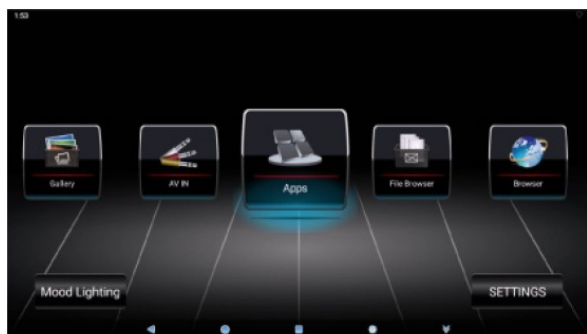 1:53
Gallery
AV IN
Apps
File Browser
Browser
Mood Lighting
SETTINGS